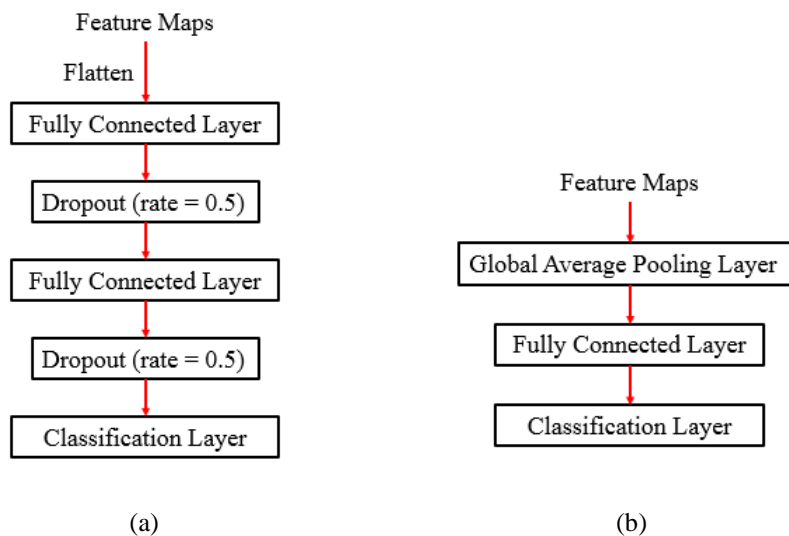 Feature Maps
Flatten
Fully Connected Layer
Dropout (rate = 0.5)
Fully Connected Layer
Dropout (rate = 0.5)
Classification Layer
(a)
Feature Maps
Global Average Pooling Layer
Fully Connected Layer
Classification Layer
(b)